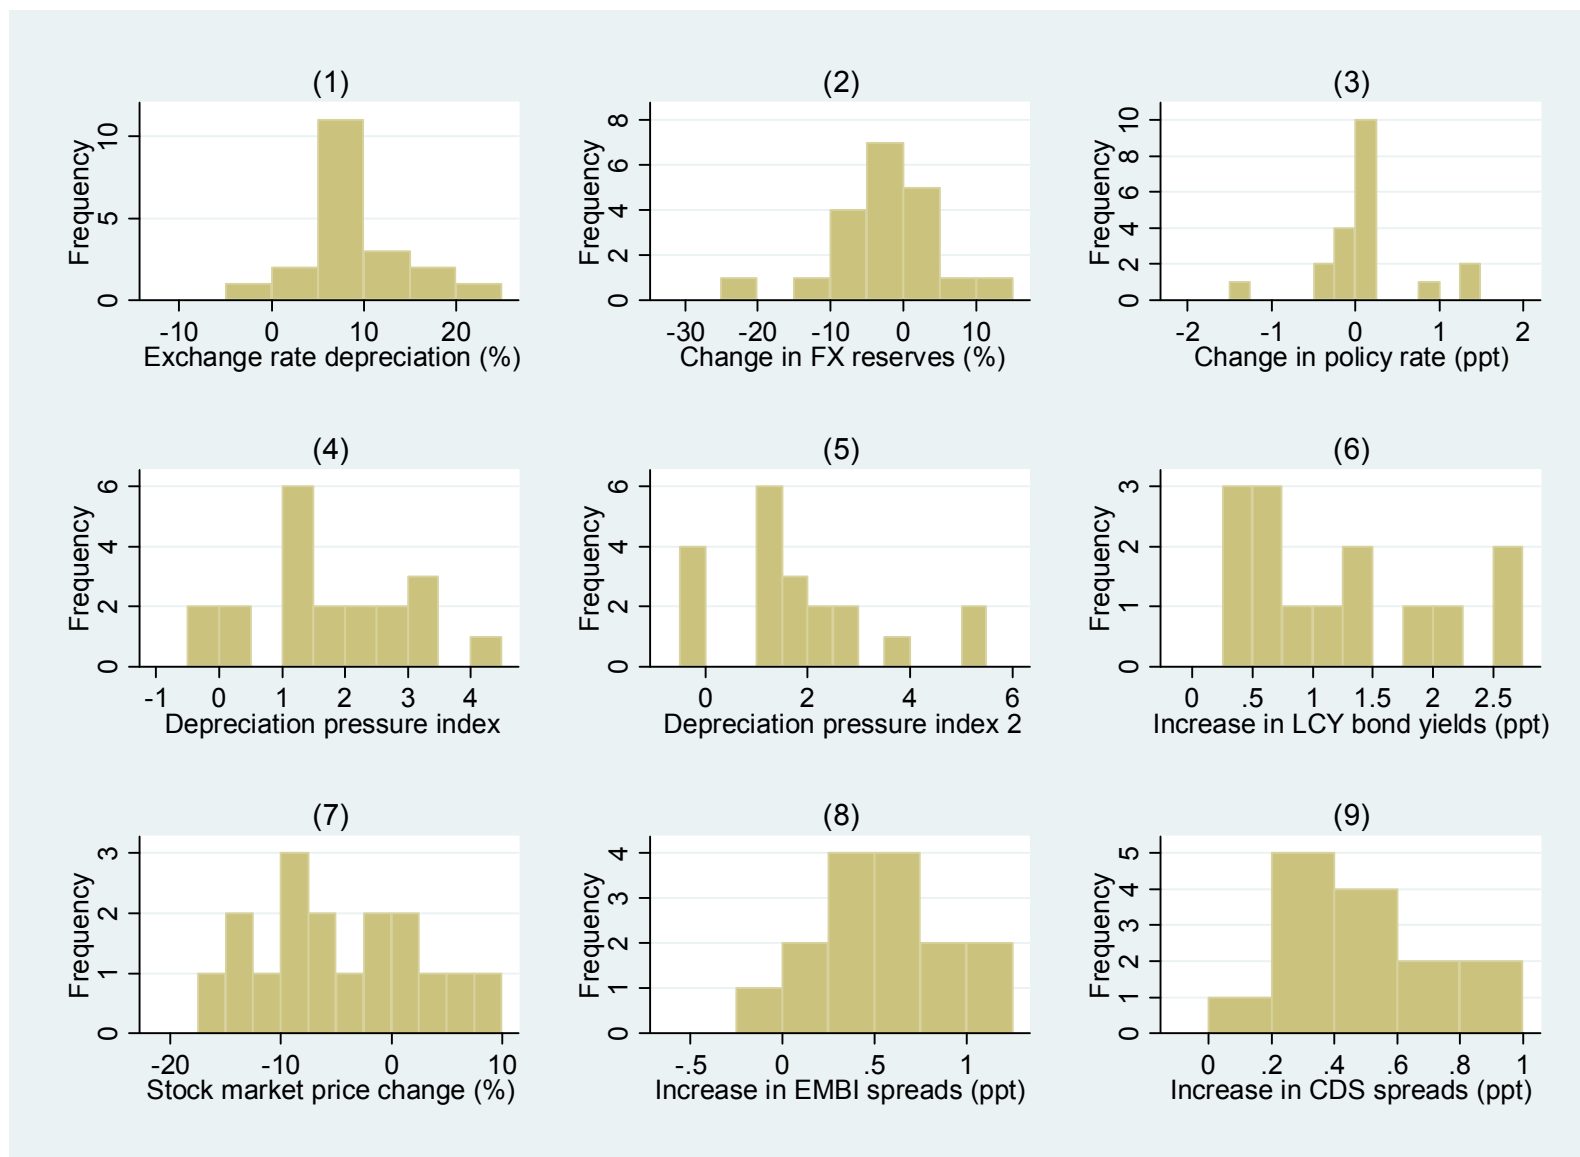 (1)
Frequency
0 5 10
-10 0 10 20
Exchange rate depreciation (%)
(2)
Frequency
0 2 4 6 8
-30 -20 -10 0 10
Change in FX reserves (%)
(3)
Frequency
0 2 4 6 8 10
-2 -1 0 1 2
Change in policy rate (ppt)
(4)
Frequency
0 2 4 6
-1 0 1 2 3 4
Depreciation pressure index
(5)
Frequency
0 2 4 6
0 2 4 6
Depreciation pressure index 2
(6)
Frequency
0 1 2 3
0 .5 1 1.5 2 2.5
Increase in LCY bond yields (ppt)
(7)
Frequency
0 1 2 3
-20 -10 0 10
Stock market price change (%)
(8)
Frequency
0 1 2 3 4
-.5 0 .5 1
Increase in EMBI spreads (ppt)
(9)
Frequency
0 1 2 3 4 5
0 .2 .4 .6 .8 1
Increase in CDS spreads (ppt)